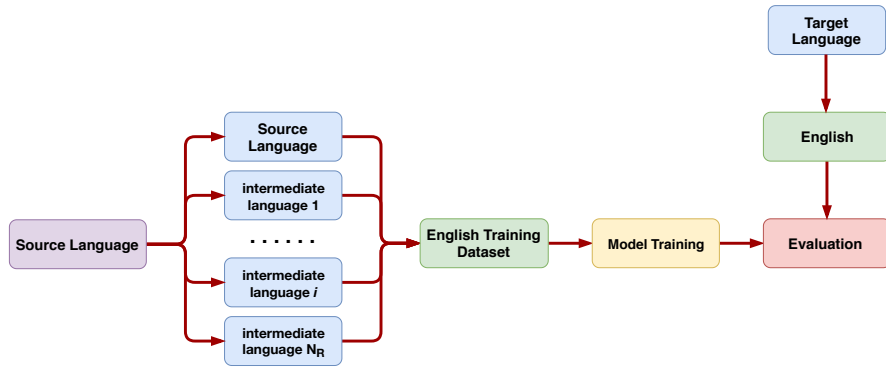 Target
Language
Source
Language
English
intermediate
language 1
Source Language
......
English Training
Dataset
Model Training
Evaluation
intermediate
language i
intermediate
language NR